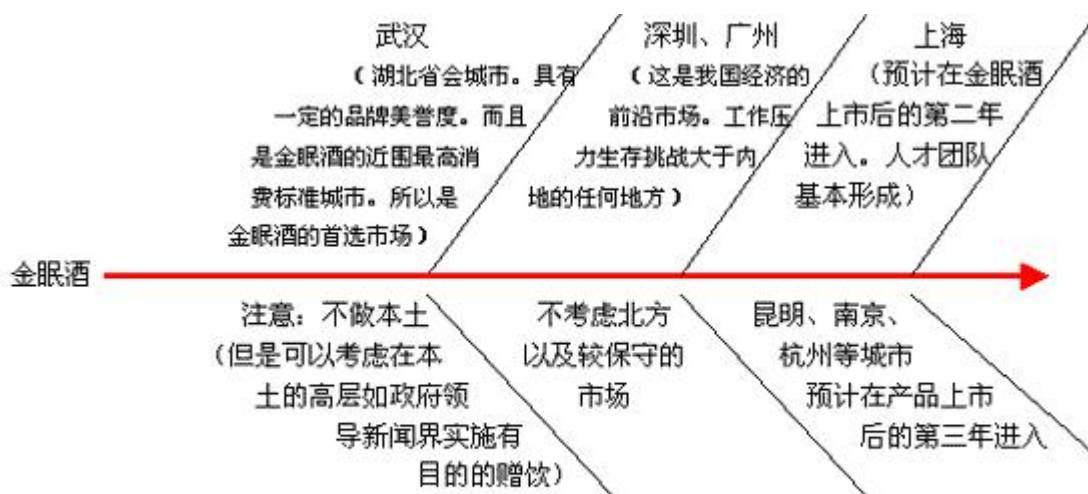 武汉
（湖北省会城市。具有
一定的品牌美誉度。而且
是金眠酒的近围最高消
费标准城市。所以是
金眠酒的首选市场）
深圳、广州
（这是我国经济的
前沿市场。工作压
力生存挑战大于内
地的任何地方）
上海
（预计在金眠酒
上市后的第二年
进入。人才团队
基本形成）
金眠酒
注意：不做本土
（但是可以考虑在本
土的高层如政府领
导新闻界实施有
目的的赠饮）
不考虑北方
以及较保守的
市场
昆明、南京、
杭州等城市
预计在产品上市
后的第三年进入